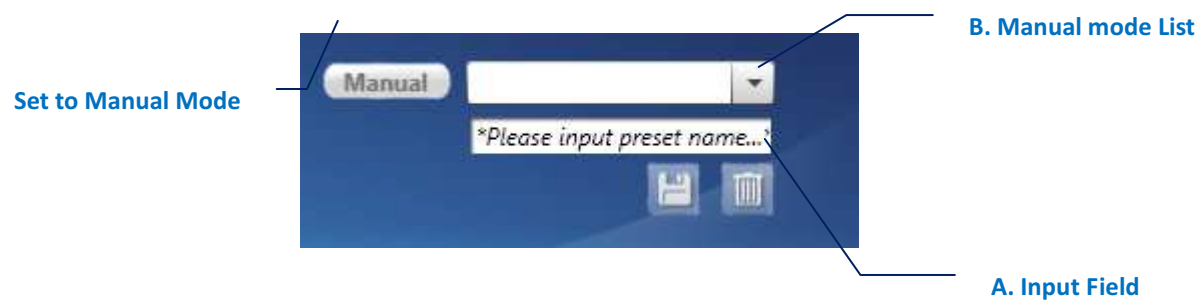 B. Manual mode List
Manual
Set to Manual Mode
*Please input preset name...*
A. Input Field